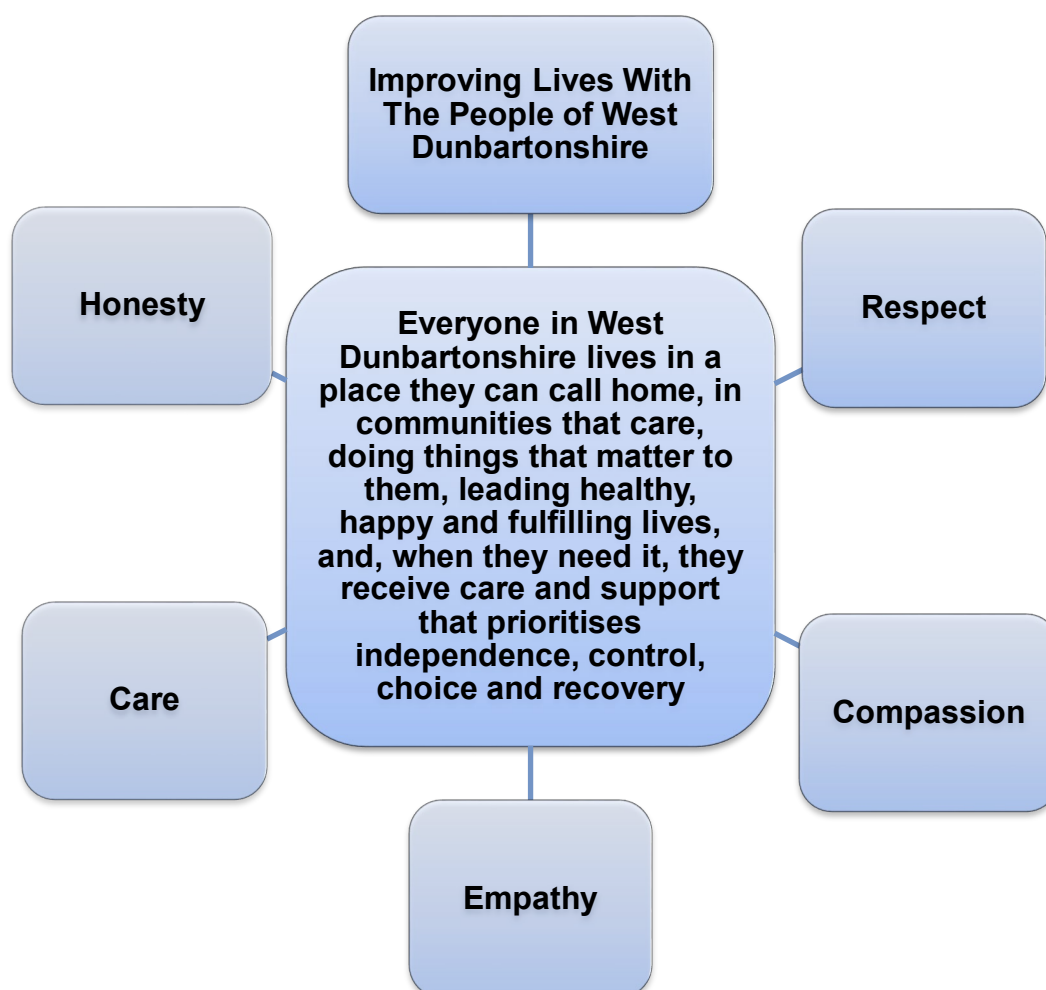 Improving Lives With
The People of West
Dunbartonshire
Honesty
Respect
Everyone in West
Dunbartonshire lives in a
place they can call home, in
communities that care,
doing things that matter to
them, leading healthy,
happy and fulfilling lives,
and, when they need it, they
receive care and support
that prioritises
independence, control,
choice and recovery
Care
Compassion
Empathy